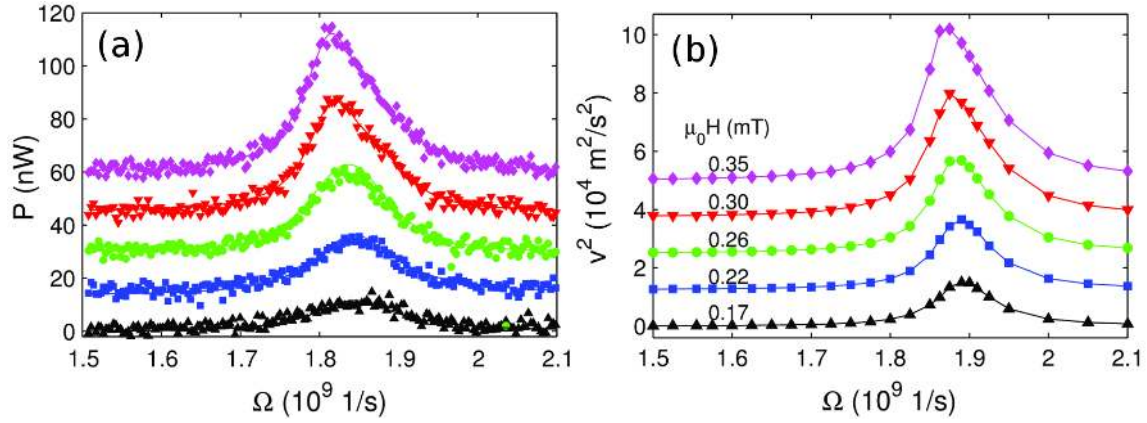 (a)
120
100
80
60
40
20
0
P (nW)
1.5 1.6 1.7 1.8 1.9 2 2.1
Ω (10⁹ 1/s)
(b)
10
8
6
4
2
0
v² (10⁴ m²/s²)
μ₀H (mT)
0.35
0.30
0.26
0.22
0.17
1.5 1.6 1.7 1.8 1.9 2 2.1
Ω (10⁹ 1/s)